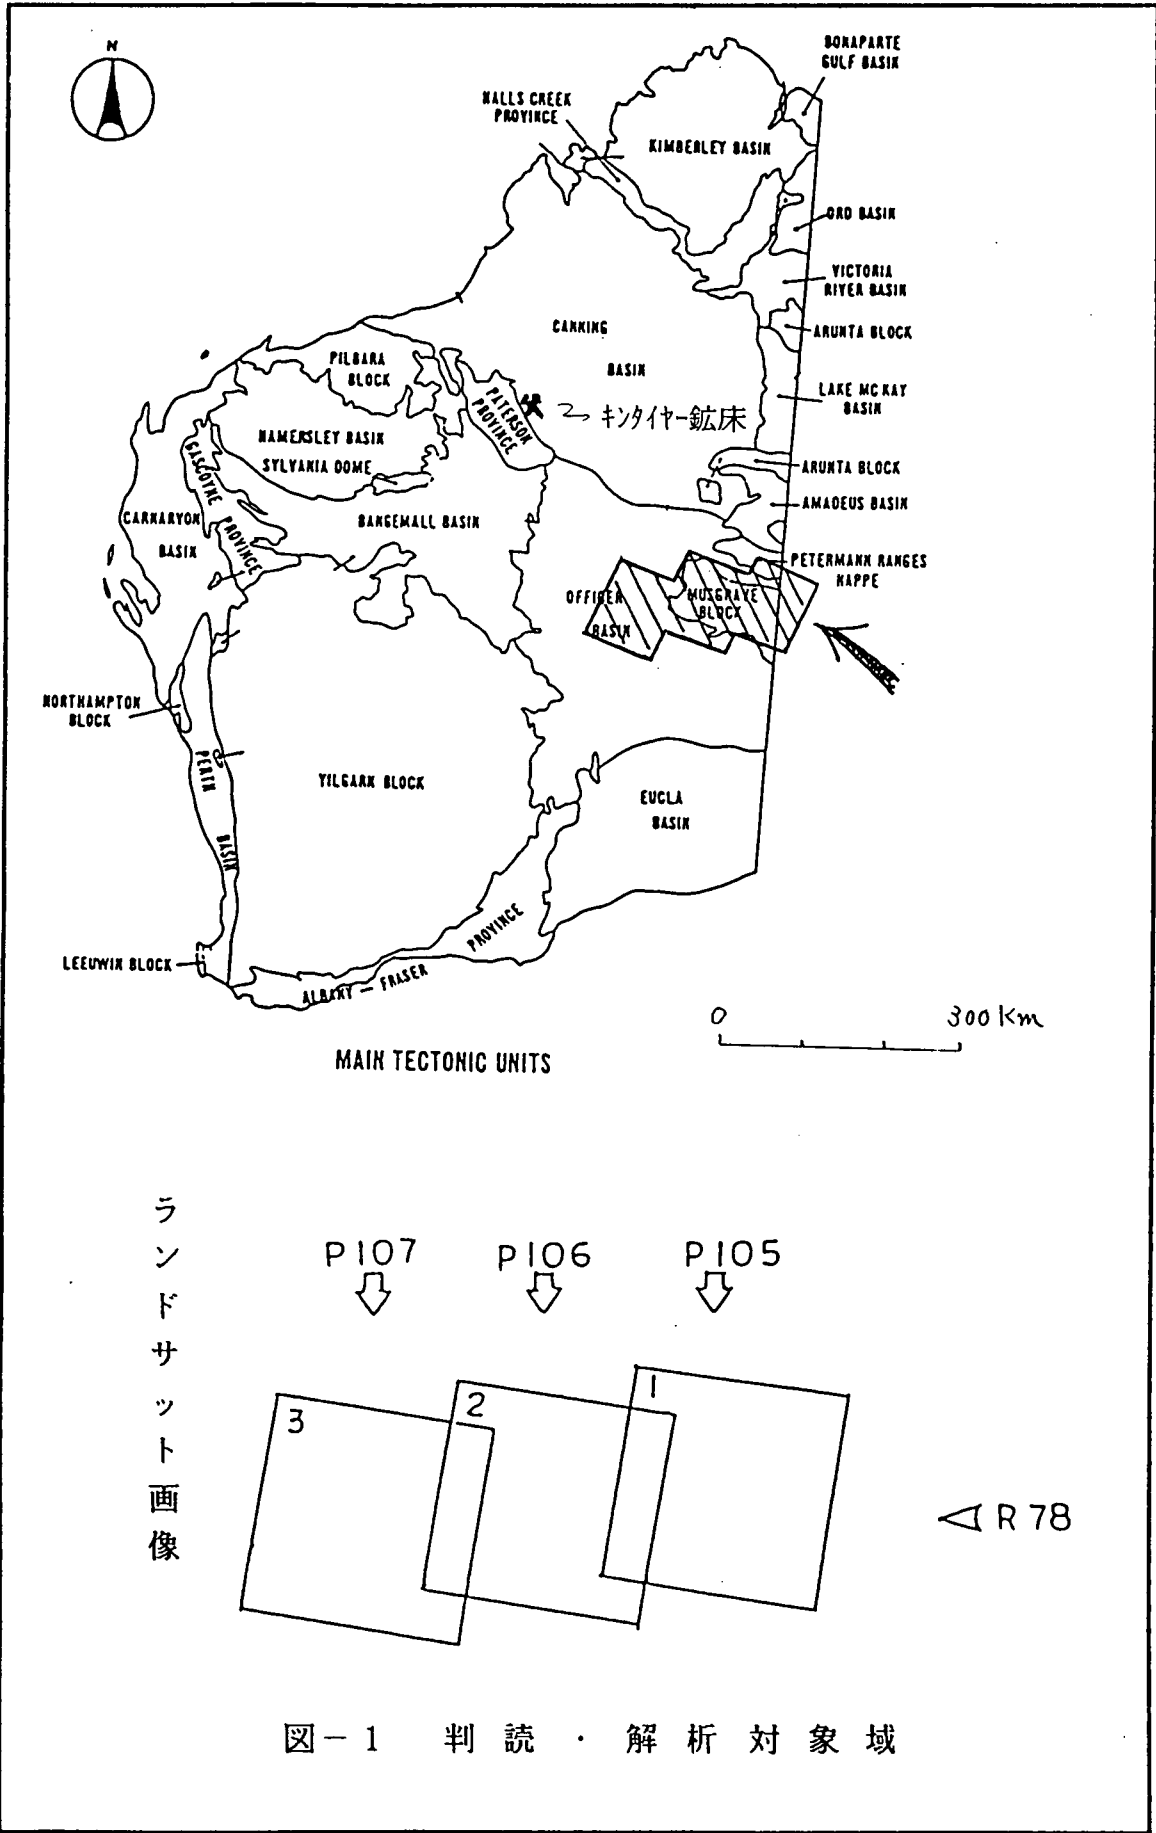 N
BONAPARTE
GULF BASIN
HALLS CREEK
PROVINCE
KIMBERLEY BASIN
ORD BASIN
VICTORIA
RIVER BASIN
CANNING
BASIN
ARUNTA BLOCK
PILBARA
BLOCK
LAKE MCKAY
BASIN
PATERSON
PROVINCE
キンタイヤー鉱床
HAMERSLEY BASIN
SYLVANIA DOME
ARUNTA BLOCK
GASCOYNE PROVINCE
AMADEUS BASIN
CARNARVON
BASIN
BANGEMALL BASIN
PETERMANN RANGES
NAPPE
OFFICER
BASIN
MUSGRAVE
BLOCK
NORTHAMPTON
BLOCK
PERTH
BASIN
YILGARN BLOCK
EUCLA
BASIN
LEEUWIN BLOCK
ALBANY — FRASER
PROVINCE
0 300 Km
MAIN TECTONIC UNITS
ランドサット画像
P107 P106 P105
3 2 1
R 78
図-1 判読・解析対象域